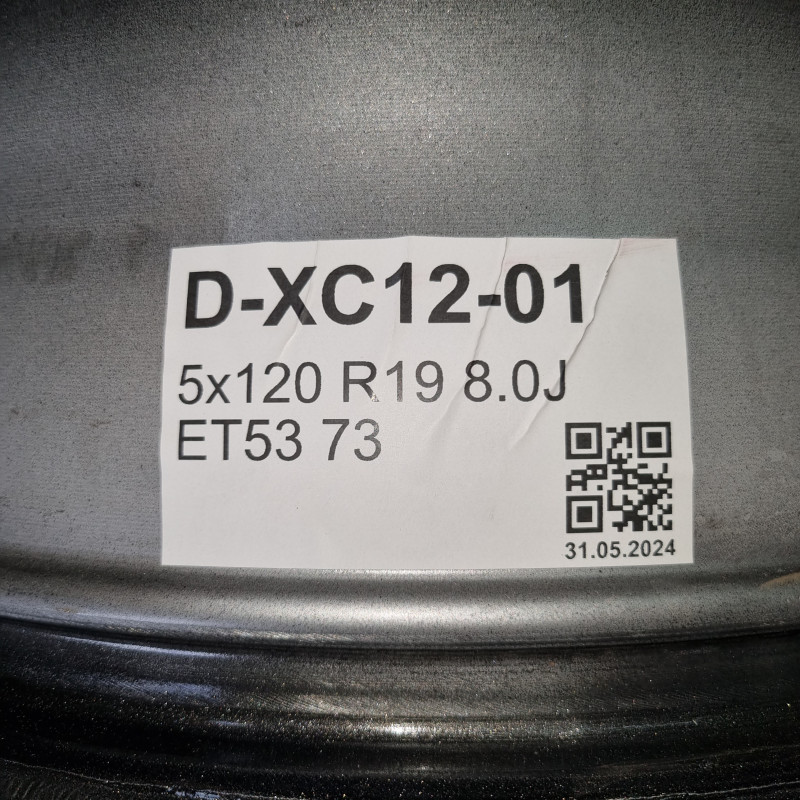 D-XC12-01
5x120 R19 8.0J
ET53 73
31.05.2024